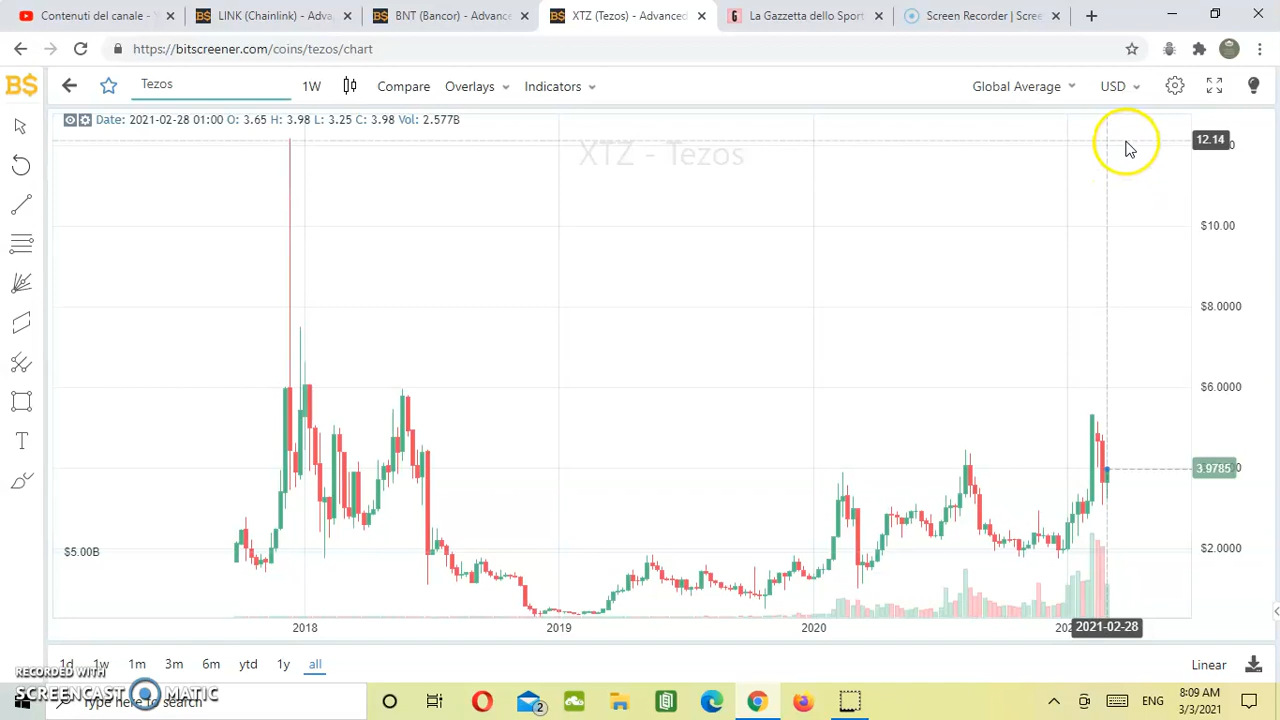 Contenuti del canale -
LINK (Chainlink) - Adva
BNT (Bancor) - Advance
XTZ (Tezos) - Advanced
La Gazzetta dello Sport
Screen Recorder | Scree
https://bitscreener.com/coins/tezos/chart
B$ Tezos 1W Compare Overlays Indicators Global Average USD
Date: 2021-02-28 01:00 O: 3.65 H: 3.98 L: 3.25 C: 3.98 Vol: 2.577B
XTZ - Tezos
12.14
$10.00
$8.0000
$6.0000
3.9785
$5.00B
$2.0000
2018 2019 2020 2021-02-28
1d 1w 1m 3m 6m ytd 1y all Linear
RECORDED WITH
SCREENCAST MATIC
Type here to search
2
ENG
8:09 AM
3/3/2021